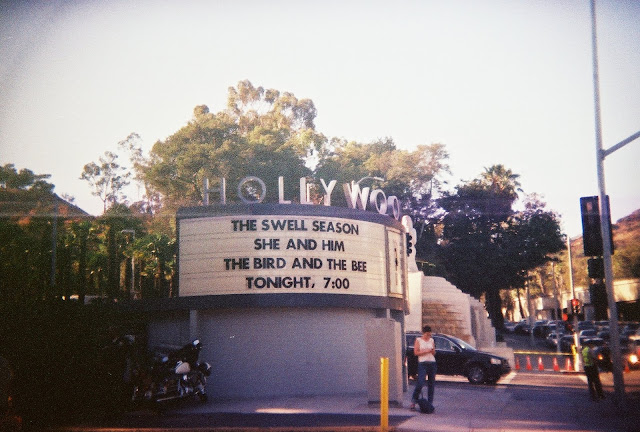 HOLLYWOO
THE SWELL SEASON
SHE AND HIM
THE BIRD AND THE BEE
TONIGHT, 7:00